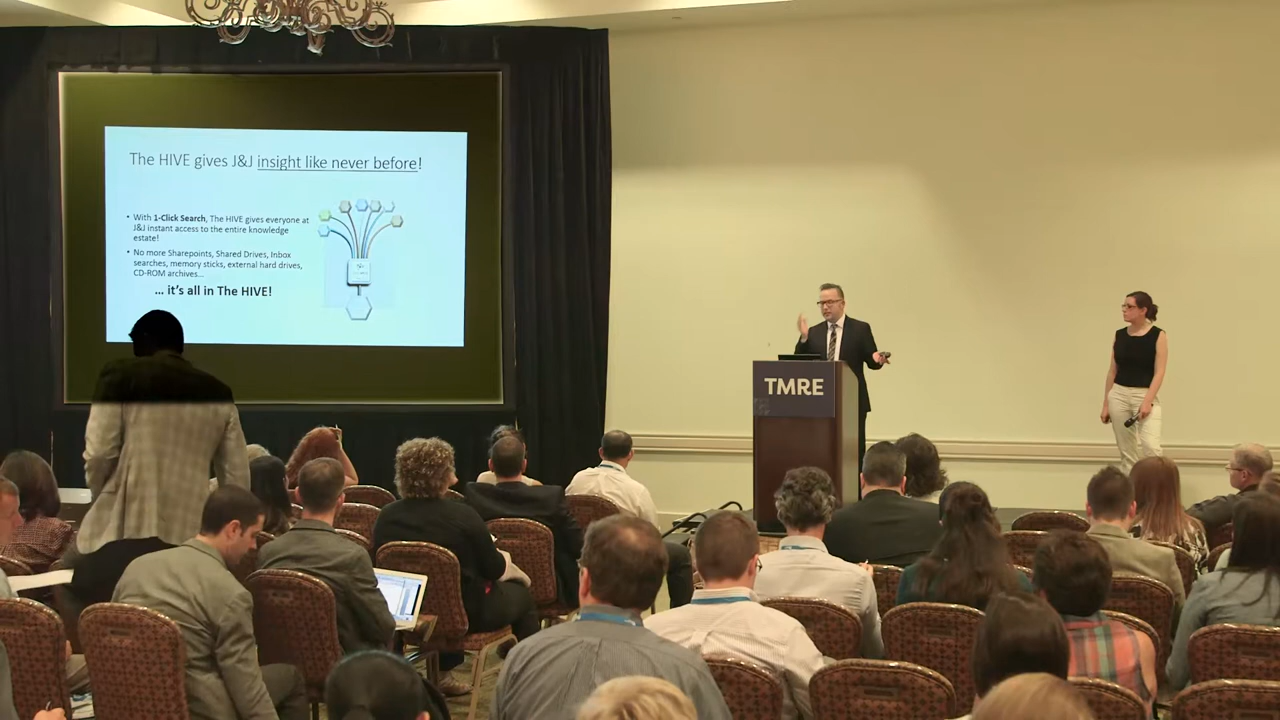 The HIVE gives J&J insight like never before!
• With 1-Click Search, The HIVE gives everyone at
J&J instant access to the entire knowledge
estate!
• No more Sharepoints, Shared Drives, Inbox
searches, memory sticks, external hard drives,
CD-ROM archives...
... it's all in The HIVE!
TMRE